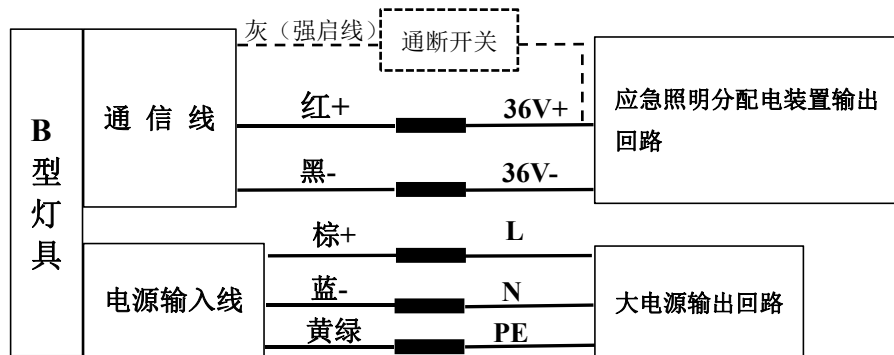 灰（强启线）
通断开关
B型灯具
通信线
红+
36V+
应急照明分配电装置输出
回路
黑-
36V-
电源输入线
棕+
L
蓝-
N
黄绿
PE
大电源输出回路